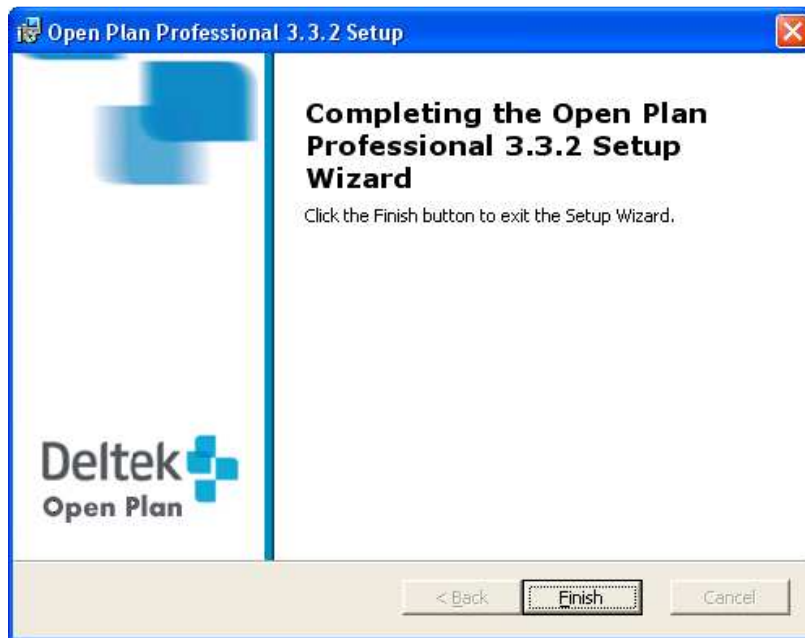 Open Plan Professional 3.3.2 Setup
Completing the Open Plan
Professional 3.3.2 Setup
Wizard
Click the Finish button to exit the Setup Wizard.
Deltek
Open Plan
< Back
Finish
Cancel